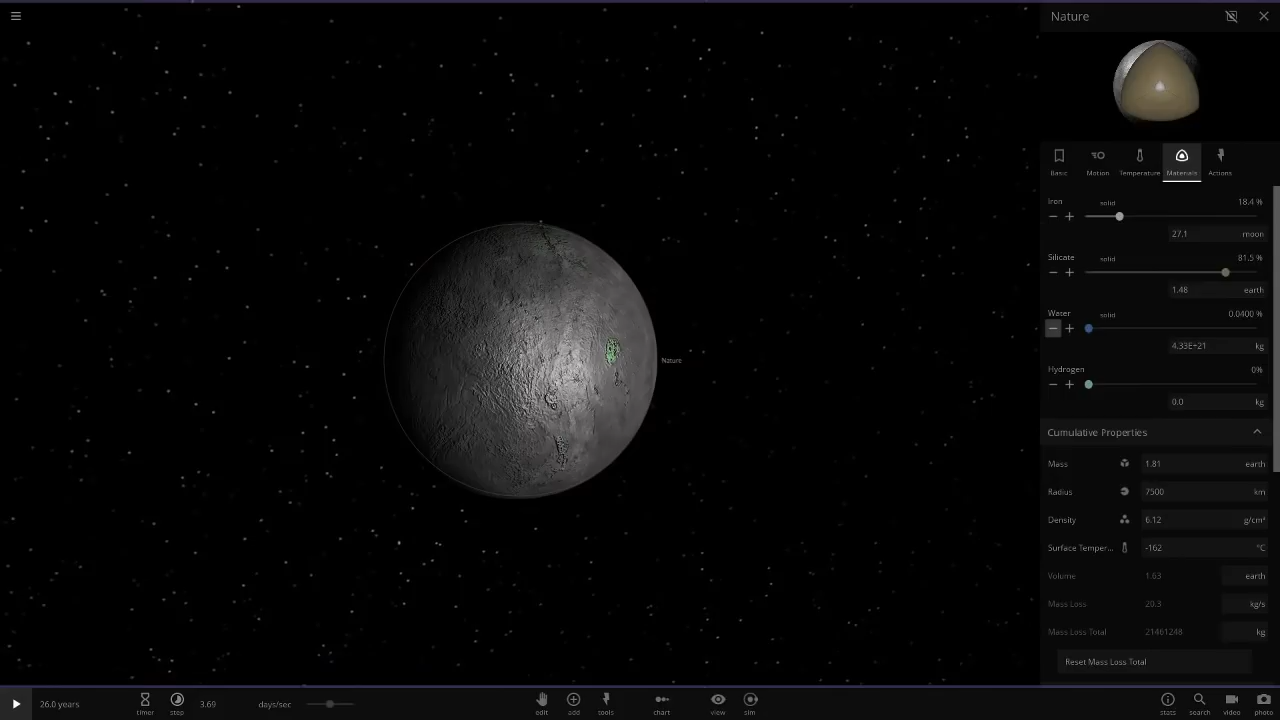 Nature
Basic Motion Temperature Materials Actions
Iron solid 18.4 %
27.1 moon
Silicate solid 81.5 %
1.48 earth
Water solid 0.0400 %
4.33E+21 kg
Hydrogen 0%
0.0 kg
Nature
Cumulative Properties
Mass 1.81 earth
Radius 7500 km
Density 6.12 g/cm³
Surface Temper... -162 °C
Volume 1.63 earth
Mass Loss 20.3 kg/s
Mass Loss Total 21461248 kg
Reset Mass Loss Total
26.0 years timer step 3.69 days/sec edit add tools chart view sim stats search video photo